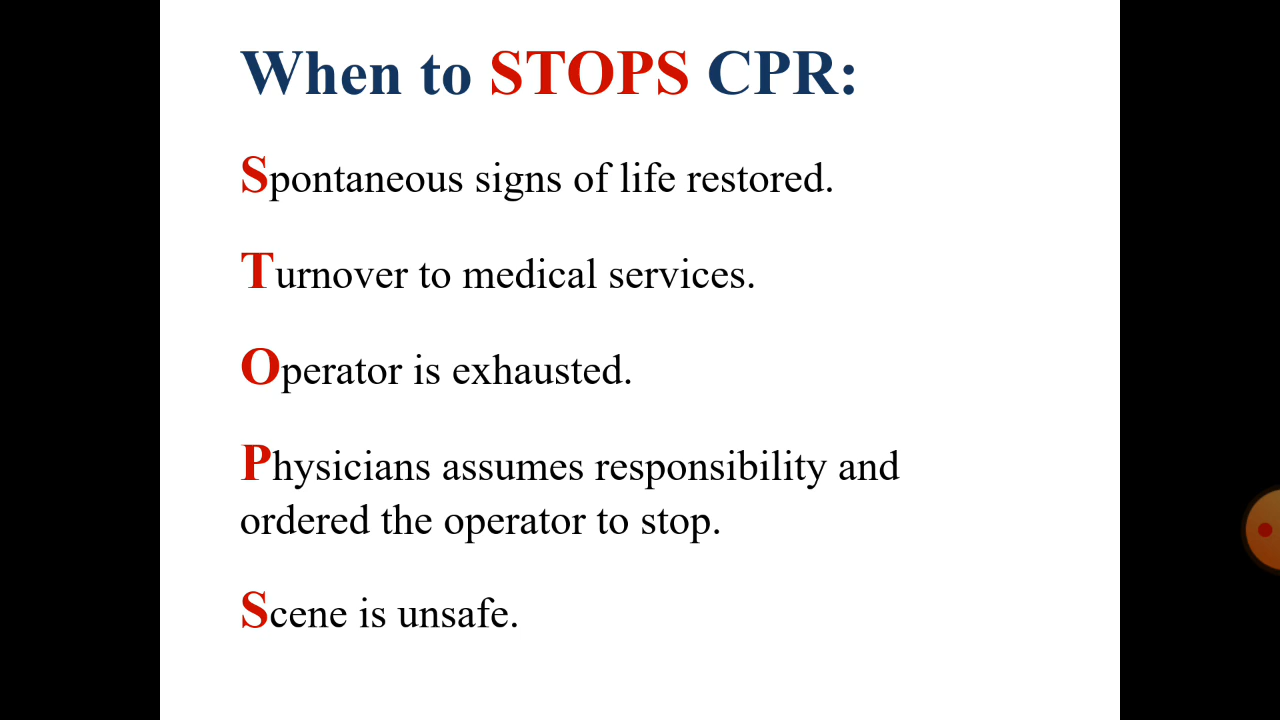 When to STOPS CPR:
Spontaneous signs of life restored.
Turnover to medical services.
Operator is exhausted.
Physicians assumes responsibility and
ordered the operator to stop.
Scene is unsafe.